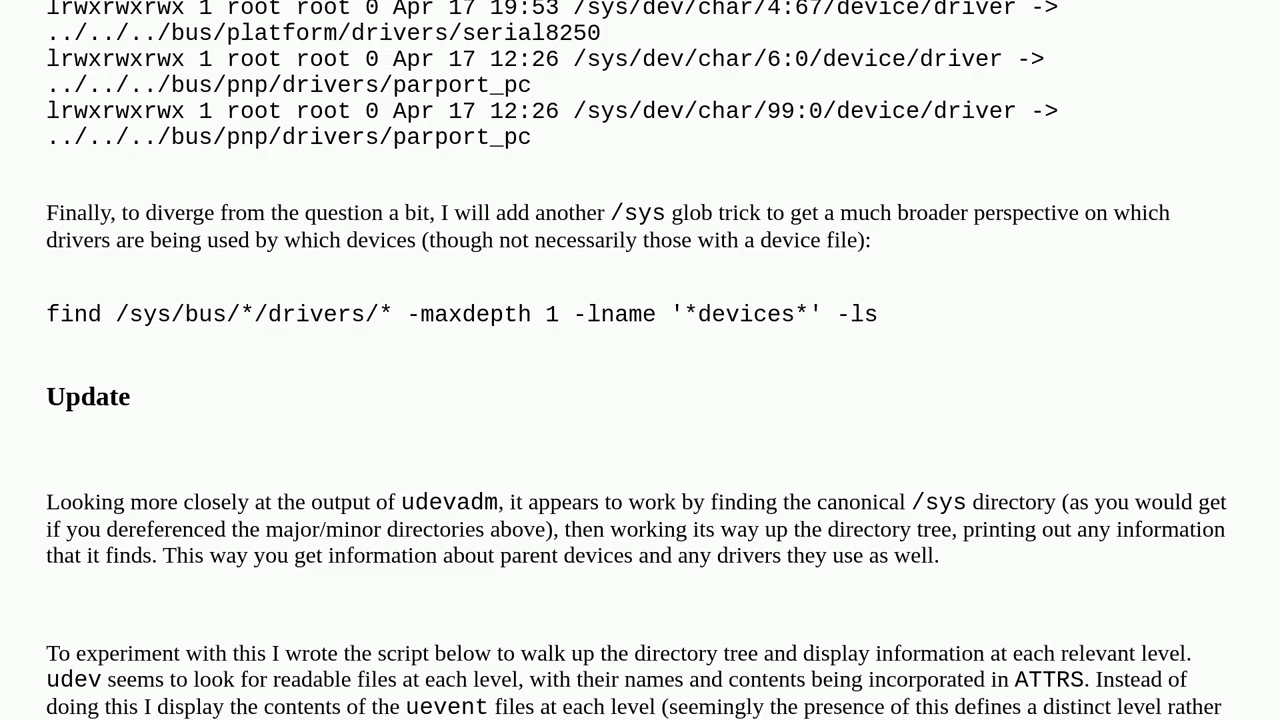 lrwxrwxrwx 1 root root 0 Apr 17 19:53 /sys/dev/char/4:67/device/driver ->
../../../bus/platform/drivers/serial8250
lrwxrwxrwx 1 root root 0 Apr 17 12:26 /sys/dev/char/6:0/device/driver ->
../../../bus/pnp/drivers/parport_pc
lrwxrwxrwx 1 root root 0 Apr 17 12:26 /sys/dev/char/99:0/device/driver ->
../../../bus/pnp/drivers/parport_pc
Finally, to diverge from the question a bit, I will add another /sys glob trick to get a much broader perspective on which
drivers are being used by which devices (though not necessarily those with a device file):
find /sys/bus/*/drivers/* -maxdepth 1 -lname '*devices*' -ls
Update
Looking more closely at the output of udevadm, it appears to work by finding the canonical /sys directory (as you would get
if you dereferenced the major/minor directories above), then working its way up the directory tree, printing out any information
that it finds. This way you get information about parent devices and any drivers they use as well.
To experiment with this I wrote the script below to walk up the directory tree and display information at each relevant level.
udev seems to look for readable files at each level, with their names and contents being incorporated in ATTRS. Instead of
doing this I display the contents of the uevent files at each level (seemingly the presence of this defines a distinct level rather